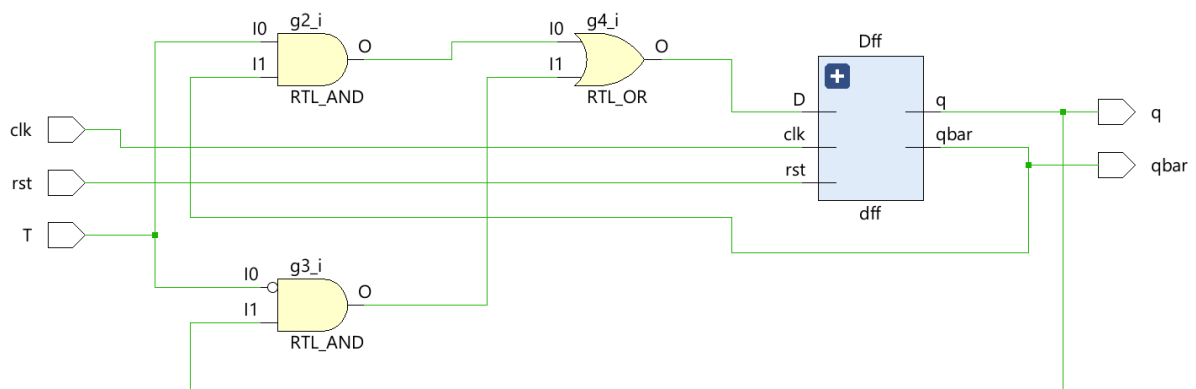 g2_i
I0
I1
O
RTL_AND
g4_i
I0
I1
O
RTL_OR
Dff
D
clk
rst
q
qbar
dff
clk
rst
T
q
qbar
g3_i
I0
I1
O
RTL_AND